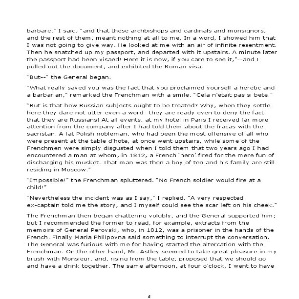 barbare." I said, "and that these archbishops and cardinals and monsignors,
and the rest of them, meant nothing at all to me. In a word, I showed him that
I was not going to give way. He looked at me with an air of infinite resentment.
Then he snatched up my passport, and departed with it upstairs. A minute later
the passport had been visaed! Here it is now, if you care to see it,"--and I
pulled out the document, and exhibited the Roman visa.
"But--" the General began.
"What really saved you was the fact that you proclaimed yourself a heretic and
a barbarian," remarked the Frenchman with a smile. "Cela n'etait pas si bete."
"But is that how Russian subjects ought to be treated? Why, when they settle
here they dare not utter even a word--they are ready even to deny the fact
that they are Russians! At all events, at my hotel in Paris I received far more
attention from the company after I had told them about the fracas with the
sacristan. A fat Polish nobleman, who had been the most offensive of all who
were present at the table d'hote, at once went upstairs, while some of the
Frenchmen were simply disgusted when I told them that two years ago I had
encountered a man at whom, in 1812, a French 'hero' fired for the mere fun of
discharging his musket. That man was then a boy of ten and his family are still
residing in Moscow."
"Impossible!" the Frenchman spluttered. "No French soldier would fire at a
child!"
"Nevertheless the incident was as I say," I replied. "A very respected
ex-captain told me the story, and I myself could see the scar left on his cheek."
The Frenchman then began chattering volubly, and the General supported him;
but I recommended the former to read, for example, extracts from the
memoirs of General Perovski, who, in 1812, was a prisoner in the hands of the
French. Finally Maria Philipovna said something to interrupt the conversation.
The General was furious with me for having started the altercation with the
Frenchman. On the other hand, Mr. Astley seemed to take great pleasure in my
brush with Monsieur, and, rising from the table, proposed that we should go
and have a drink together. The same afternoon, at four o'clock, I went to have